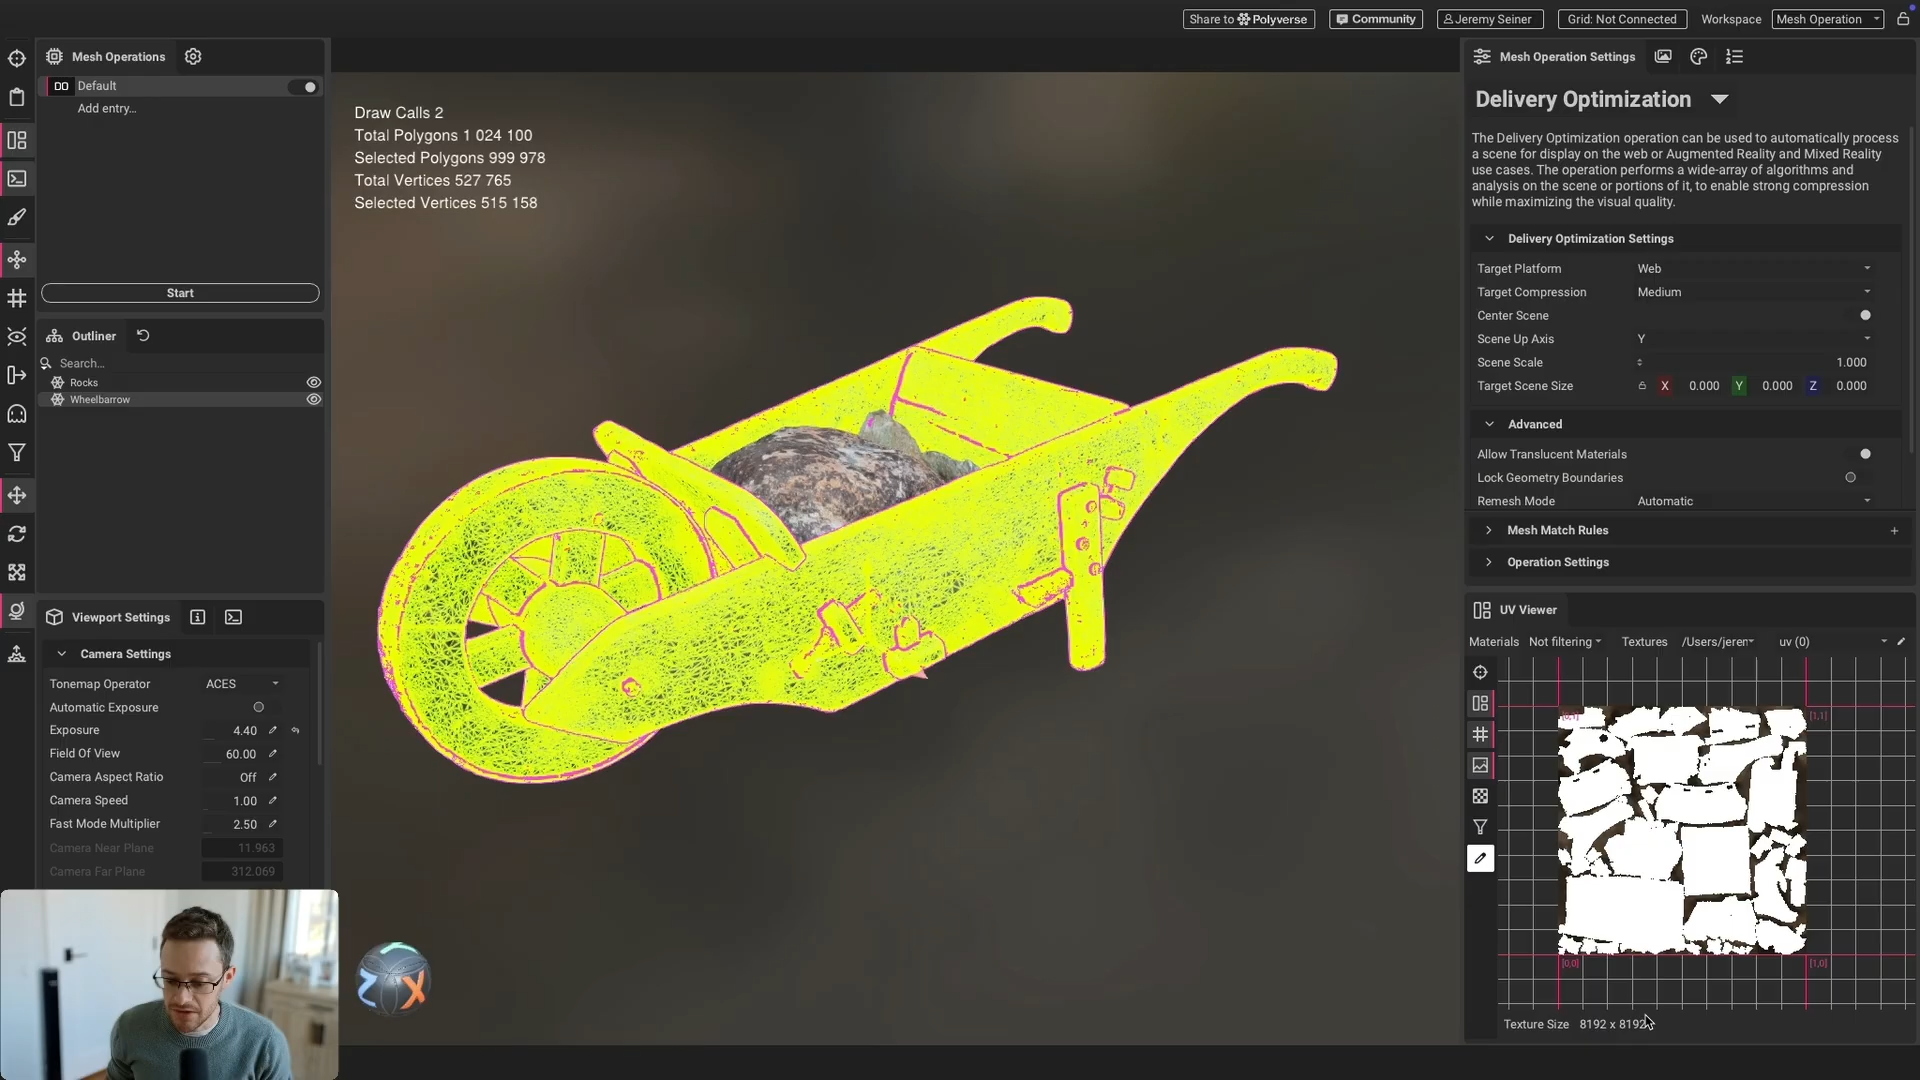 Share to Polyverse
Community
Jeremy Seiner
Grid: Not Connected
Workspace
Mesh Operation
Mesh Operations
Default
Add entry...
Start
Outliner
Search...
Rocks
Wheelbarrow
Viewport Settings
Camera Settings
Tonemap Operator ACES
Automatic Exposure
Exposure 4.40
Field Of View 60.00
Camera Aspect Ratio Off
Camera Speed 1.00
Fast Mode Multiplier 2.50
Camera Near Plane 11.963
Camera Far Plane 312.069
Draw Calls 2
Total Polygons 1 024 100
Selected Polygons 999 978
Total Vertices 527 765
Selected Vertices 515 158
Z X
Mesh Operation Settings
Delivery Optimization
The Delivery Optimization operation can be used to automatically process
a scene for display on the web or Augmented Reality and Mixed Reality
use cases. The operation performs a wide-array of algorithms and
analysis on the scene or portions of it, to enable strong compression
while maximizing the visual quality.
Delivery Optimization Settings
Target Platform Web
Target Compression Medium
Center Scene
Scene Up Axis Y
Scene Scale 1.000
Target Scene Size X 0.000 Y 0.000 Z 0.000
Advanced
Allow Translucent Materials
Lock Geometry Boundaries
Remesh Mode Automatic
Mesh Match Rules
Operation Settings
UV Viewer
Materials Not filtering Textures /Users/jeren uv (0)
[0,1] [1,1]
[0,0] [1,0]
Texture Size 8192 x 8192